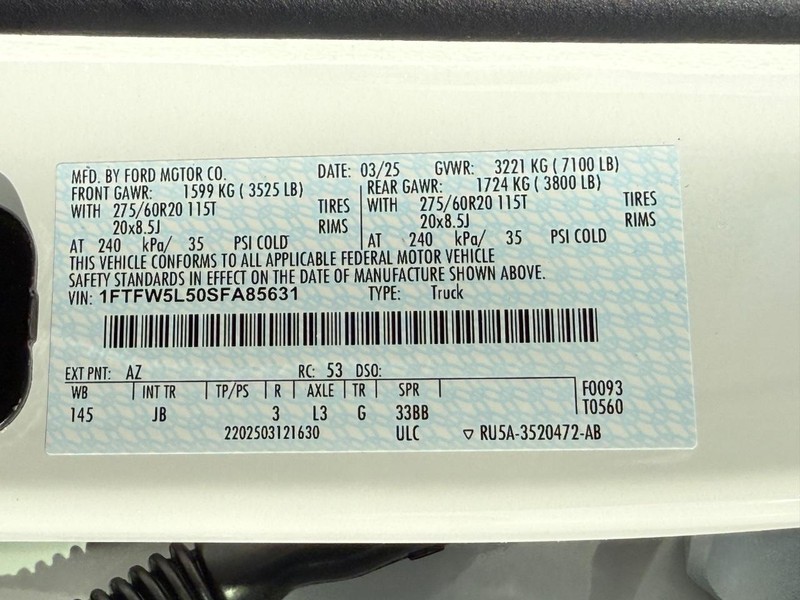 MFD. BY FORD MOTOR CO. DATE: 03/25 GVWR: 3221 KG ( 7100 LB)
FRONT GAWR: 1599 KG ( 3525 LB) REAR GAWR: 1724 KG ( 3800 LB)
WITH 275/60R20 115T TIRES WITH 275/60R20 115T TIRES
20x8.5J RIMS 20x8.5J RIMS
AT 240 kPa/ 35 PSI COLD AT 240 kPa/ 35 PSI COLD
THIS VEHICLE CONFORMS TO ALL APPLICABLE FEDERAL MOTOR VEHICLE
SAFETY STANDARDS IN EFFECT ON THE DATE OF MANUFACTURE SHOWN ABOVE.
VIN: 1FTFW5L50SFA85631 TYPE: Truck
EXT PNT: AZ RC: 53 DSO:
WB INT TR TP/PS R AXLE TR SPR F0093
145 JB 3 L3 G 33BB T0560
2202503121630 ULC ▽ RU5A-3520472-AB